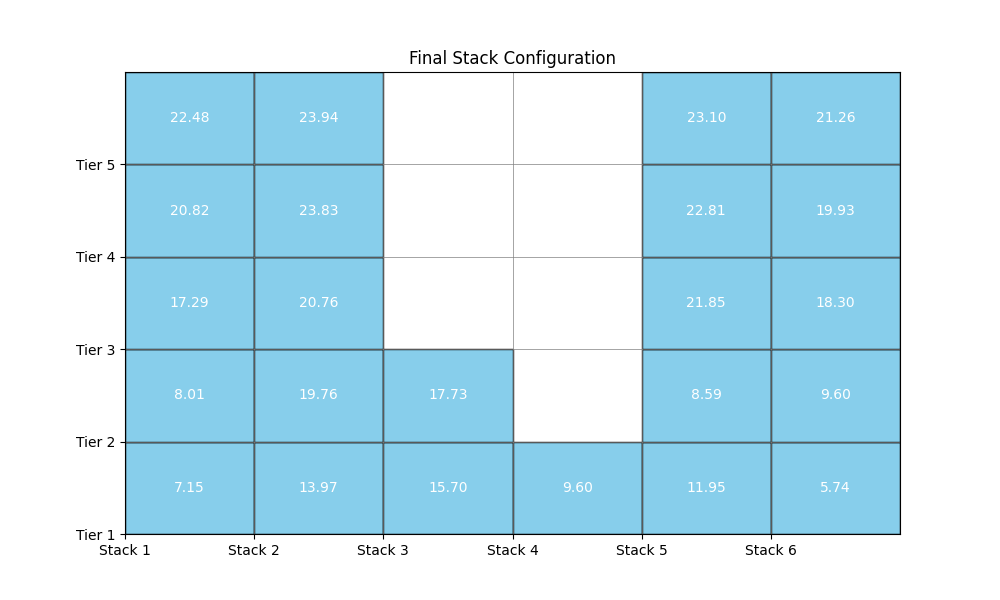 Final Stack Configuration
22.48 23.94 23.10 21.26
Tier 5
20.82 23.83 22.81 19.93
Tier 4
17.29 20.76 21.85 18.30
Tier 3
8.01 19.76 17.73 8.59 9.60
Tier 2
7.15 13.97 15.70 9.60 11.95 5.74
Tier 1
Stack 1 Stack 2 Stack 3 Stack 4 Stack 5 Stack 6